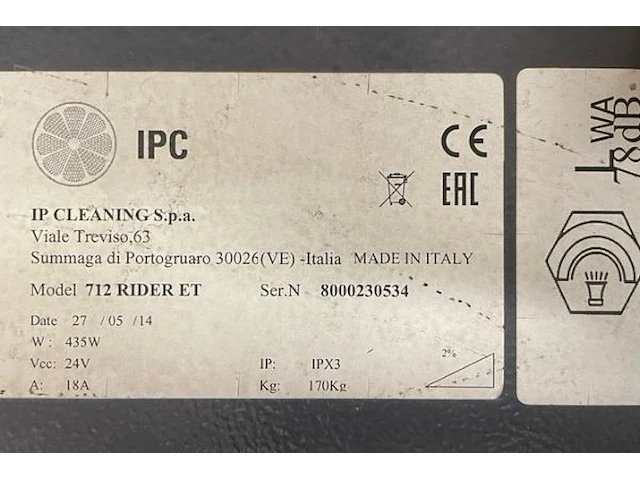 IPC
CE
EAC
IP CLEANING S.p.a.
Viale Treviso,63
Summaga di Portogruaro 30026(VE) -Italia MADE IN ITALY
Model 712 RIDER ET Ser.N 8000230534
Date 27 / 05 / 14
W : 435W
Vcc: 24V IP: IPX3
A: 18A Kg: 170Kg
2%
LWA
78dB